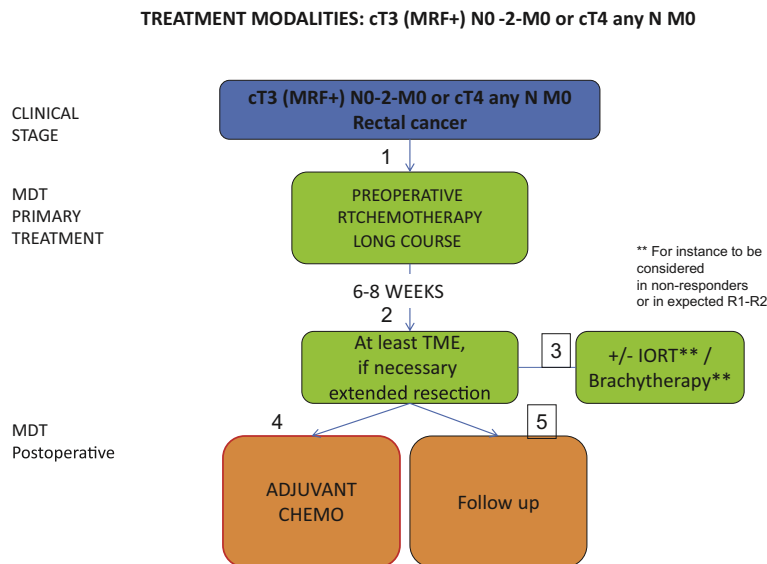 TREATMENT MODALITIES: cT3 (MRF+) N0 -2-M0 or cT4 any N M0
CLINICAL
STAGE
cT3 (MRF+) N0-2-M0 or cT4 any N M0
Rectal cancer
1
MDT
PRIMARY
TREATMENT
PREOPERATIVE
RTCHEMOTHERAPY
LONG COURSE
** For instance to be
considered
in non-responders
or in expected R1-R2
6-8 WEEKS
2
At least TME,
if necessary
extended resection
3
+/- IORT** /
Brachytherapy**
MDT
Postoperative
4
5
ADJUVANT
CHEMO
Follow up